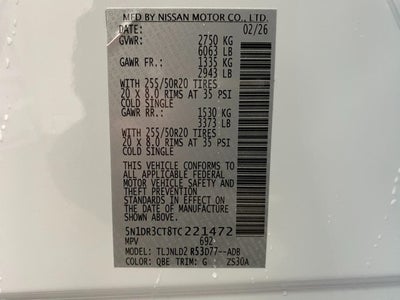 MFD BY NISSAN MOTOR CO., LTD.
DATE: 02/26
GVWR: 2750 KG
6063 LB
GAWR FR.: 1335 KG
2943 LB
WITH 255/50R20 TIRES
20 X 8.0 RIMS AT 35 PSI
COLD SINGLE
GAWR RR.: 1530 KG
3373 LB
WITH 255/50R20 TIRES
20 X 8.0 RIMS AT 35 PSI
COLD SINGLE
THIS VEHICLE CONFORMS TO
ALL APPLICABLE FEDERAL
MOTOR VEHICLE SAFETY AND
THEFT PREVENTION
STANDARDS IN EFFECT ON
THE DATE OF MANUFACTURE
SHOWN ABOVE.
5N1DR3CT8TC221472
MPV 692
MODEL: TLJNLD2 R53D77--ADB
COLOR: QBE TRIM: G ZS30A